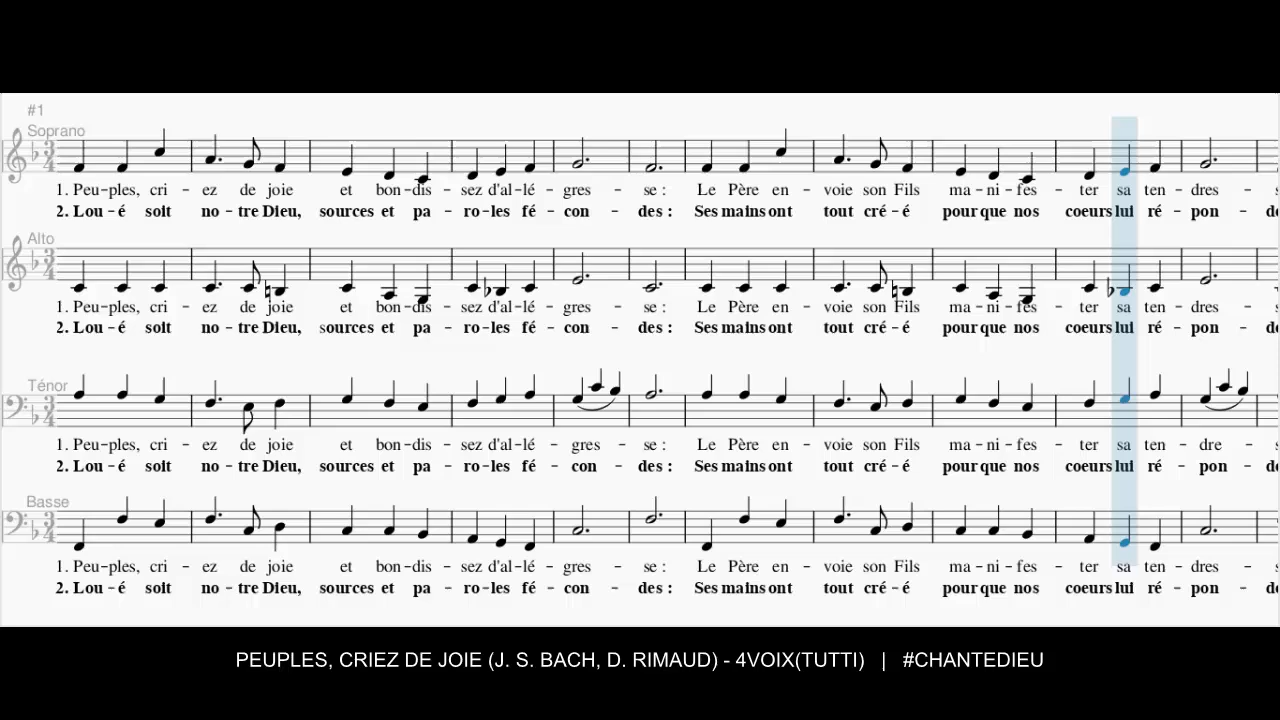 #1
Soprano
1. Peu-ples, cri - ez de joie et bon-dis - sez d'al-lé - gres - se : Le Père en - voie son Fils ma-ni-fes - ter sa ten - dres -
2. Lou-é soit no-tre Dieu, sources et pa - ro-les fé - con - des : Ses mains ont tout cré - é pour que nos coeurs lui ré - pon -
Alto
1. Peu-ples, cri - ez de joie et bon-dis - sez d'al-lé - gres - se : Le Père en - voie son Fils ma-ni-fes - ter sa ten - dres -
2. Lou-é soit no-tre Dieu, sources et pa - ro-les fé - con - des : Ses mains ont tout cré - é pour que nos coeurs lui ré - pon -
Ténor
1. Peu-ples, cri - ez de joie et bon-dis - sez d'al-lé - gres - se : Le Père en - voie son Fils ma-ni-fes - ter sa ten - dre -
2. Lou-é soit no-tre Dieu, sources et pa - ro-les fé - con - des : Ses mains ont tout cré - é pour que nos coeurs lui ré - pon -
Basse
1. Peu-ples, cri - ez de joie et bon-dis - sez d'al-lé - gres - se : Le Père en - voie son Fils ma-ni-fes - ter sa ten - dres -
2. Lou-é soit no-tre Dieu, sources et pa - ro-les fé - con - des : Ses mains ont tout cré - é pour que nos coeurs lui ré - pon -
PEUPLES, CRIEZ DE JOIE (J. S. BACH, D. RIMAUD) - 4VOIX(TUTTI) | #CHANTEDIEU